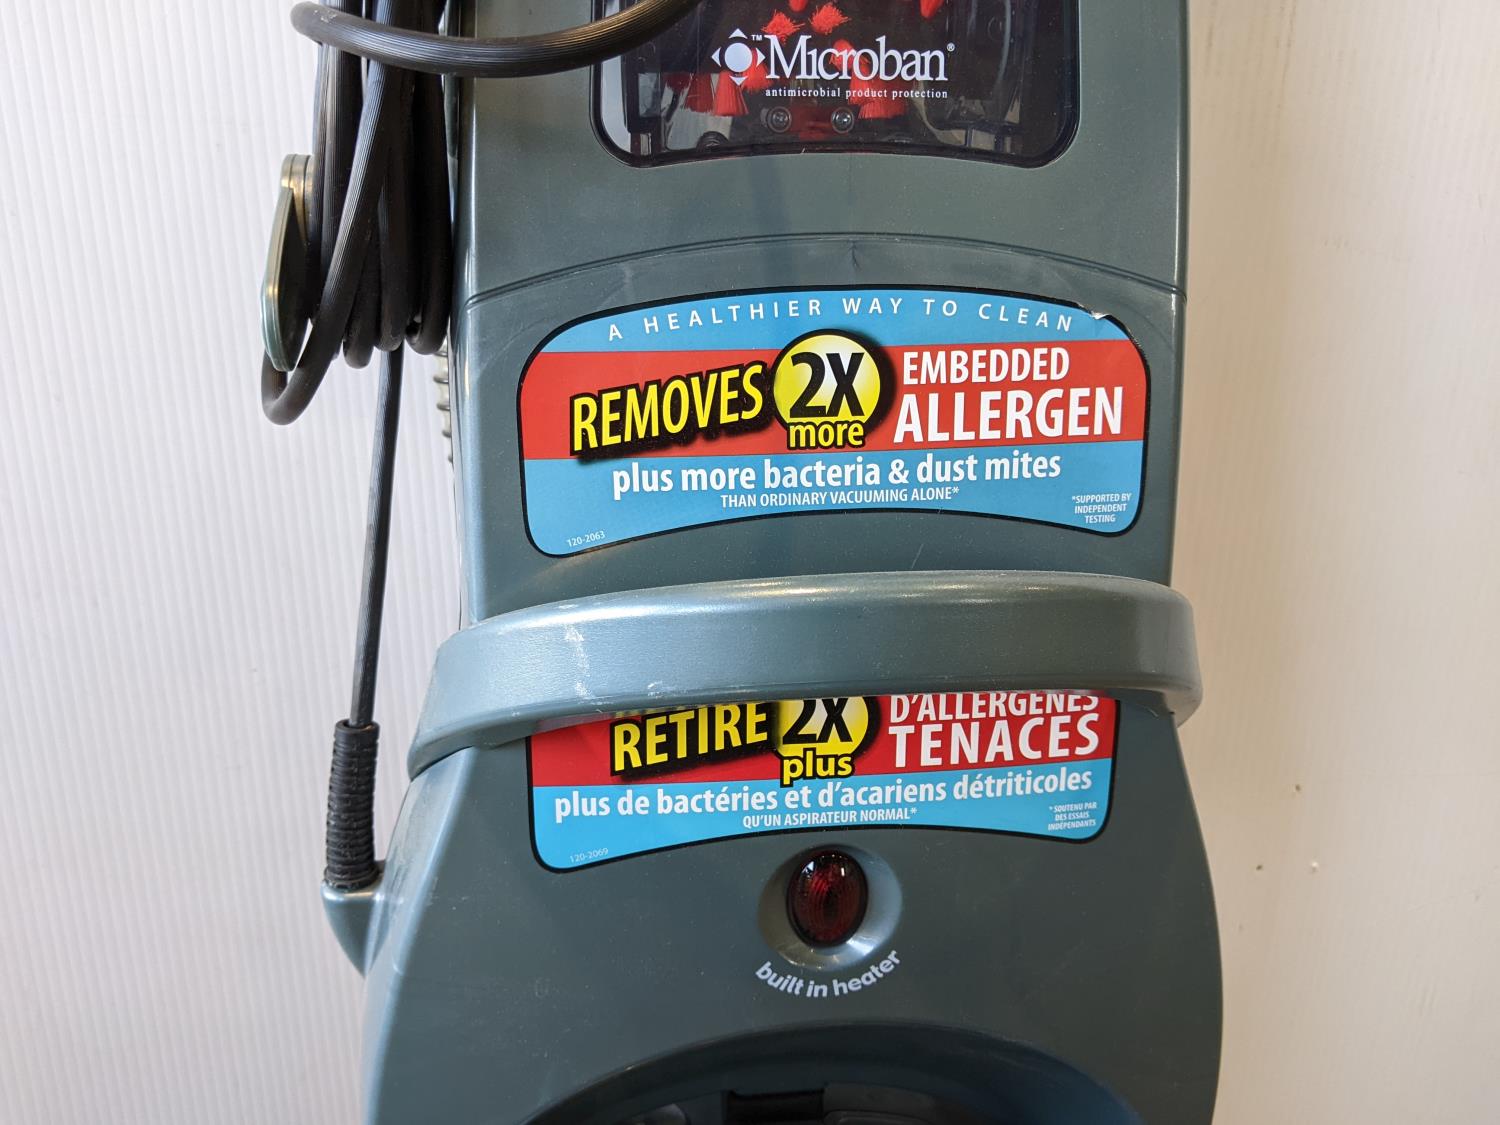 ™ Microban®
antimicrobial product protection
A HEALTHIER WAY TO CLEAN
REMOVES 2X more EMBEDDED
ALLERGEN
plus more bacteria & dust mites
THAN ORDINARY VACUUMING ALONE*
*SUPPORTED BY
INDEPENDENT
TESTING
120-2063
RETIRE 2X plus D'ALLERGÈNES
TENACES
plus de bactéries et d'acariens détriticoles
QU'UN ASPIRATEUR NORMAL*
*SOUTENU PAR
DES ESSAIS
INDÉPENDANTS
120-2069
built in heater